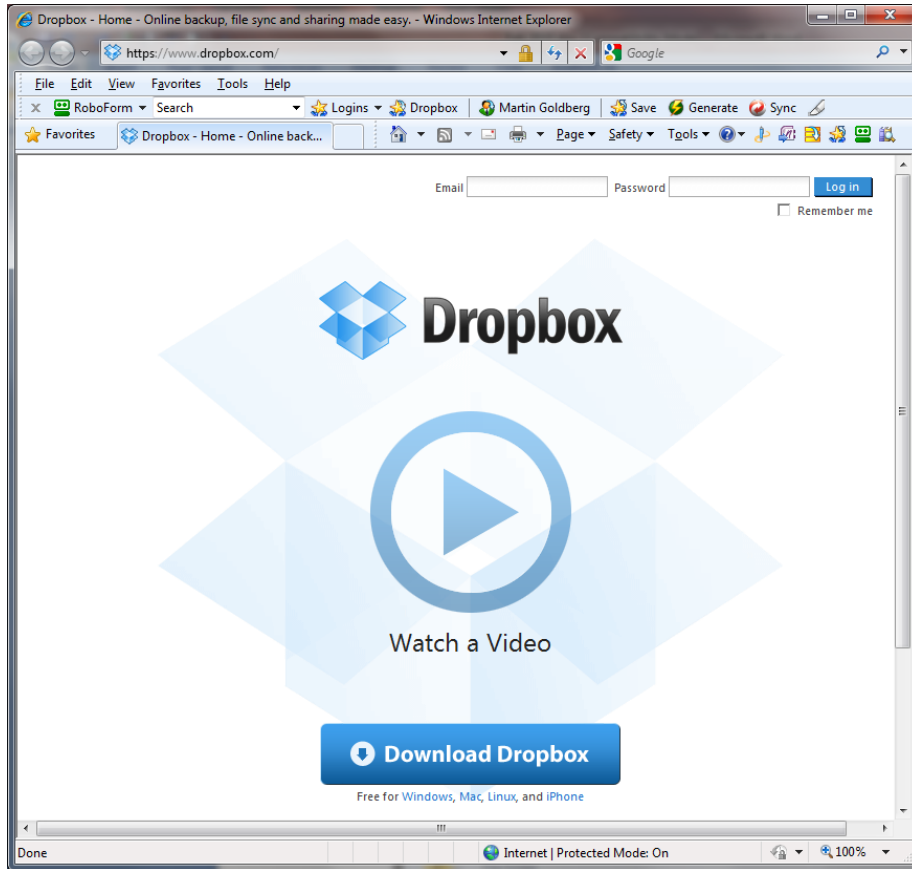 Dropbox - Home - Online backup, file sync and sharing made easy. - Windows Internet Explorer
https://www.dropbox.com/ Google
File Edit View Favorites Tools Help
x RoboForm Search Logins Dropbox Martin Goldberg Save Generate Sync
Favorites Dropbox - Home - Online back... Page Safety Tools
Email Password Log in
Remember me
Dropbox
Watch a Video
Download Dropbox
Free for Windows, Mac, Linux, and iPhone
Done Internet | Protected Mode: On 100%